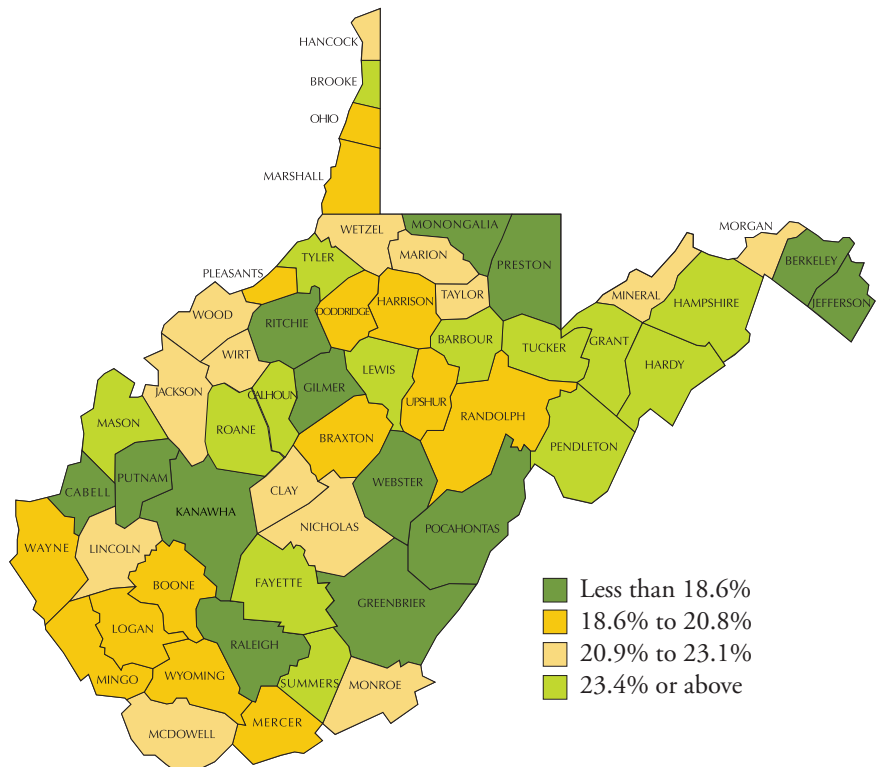 HANCOCK
BROOKE
OHIO
MARSHALL
WETZEL
MONONGALIA
MORGAN
MARION
TYLER
PRESTON
BERKELEY
PLEASANTS
TAYLOR
MINERAL
HAMPSHIRE
JEFFERSON
WOOD
RITCHIE
DODDRIDGE
HARRISON
BARBOUR
TUCKER
GRANT
WIRT
HARDY
LEWIS
JACKSON
CALHOUN
GILMER
UPSHUR
RANDOLPH
MASON
ROANE
BRAXTON
PENDLETON
PUTNAM
CABELL
KANAWHA
CLAY
WEBSTER
NICHOLAS
POCAHONTAS
WAYNE
LINCOLN
BOONE
FAYETTE
GREENBRIER
LOGAN
RALEIGH
MINGO
WYOMING
SUMMERS
MONROE
MERCER
MCDOWELL
Less than 18.6%
18.6% to 20.8%
20.9% to 23.1%
23.4% or above